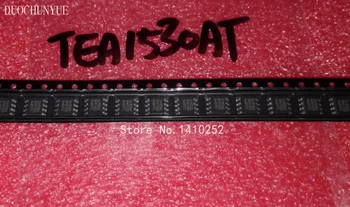 DUOCHUNYUE
TEA1530AT
Store No.:1410252